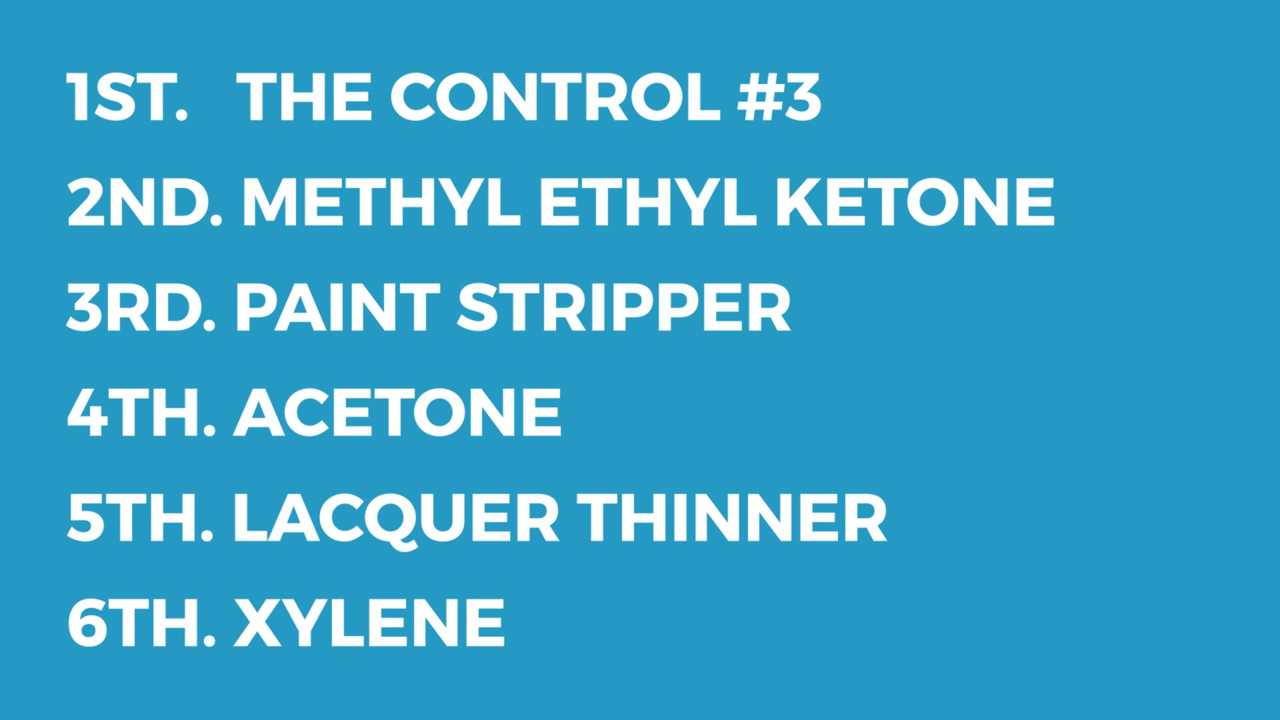 1ST. THE CONTROL #3
2ND. METHYL ETHYL KETONE
3RD. PAINT STRIPPER
4TH. ACETONE
5TH. LACQUER THINNER
6TH. XYLENE